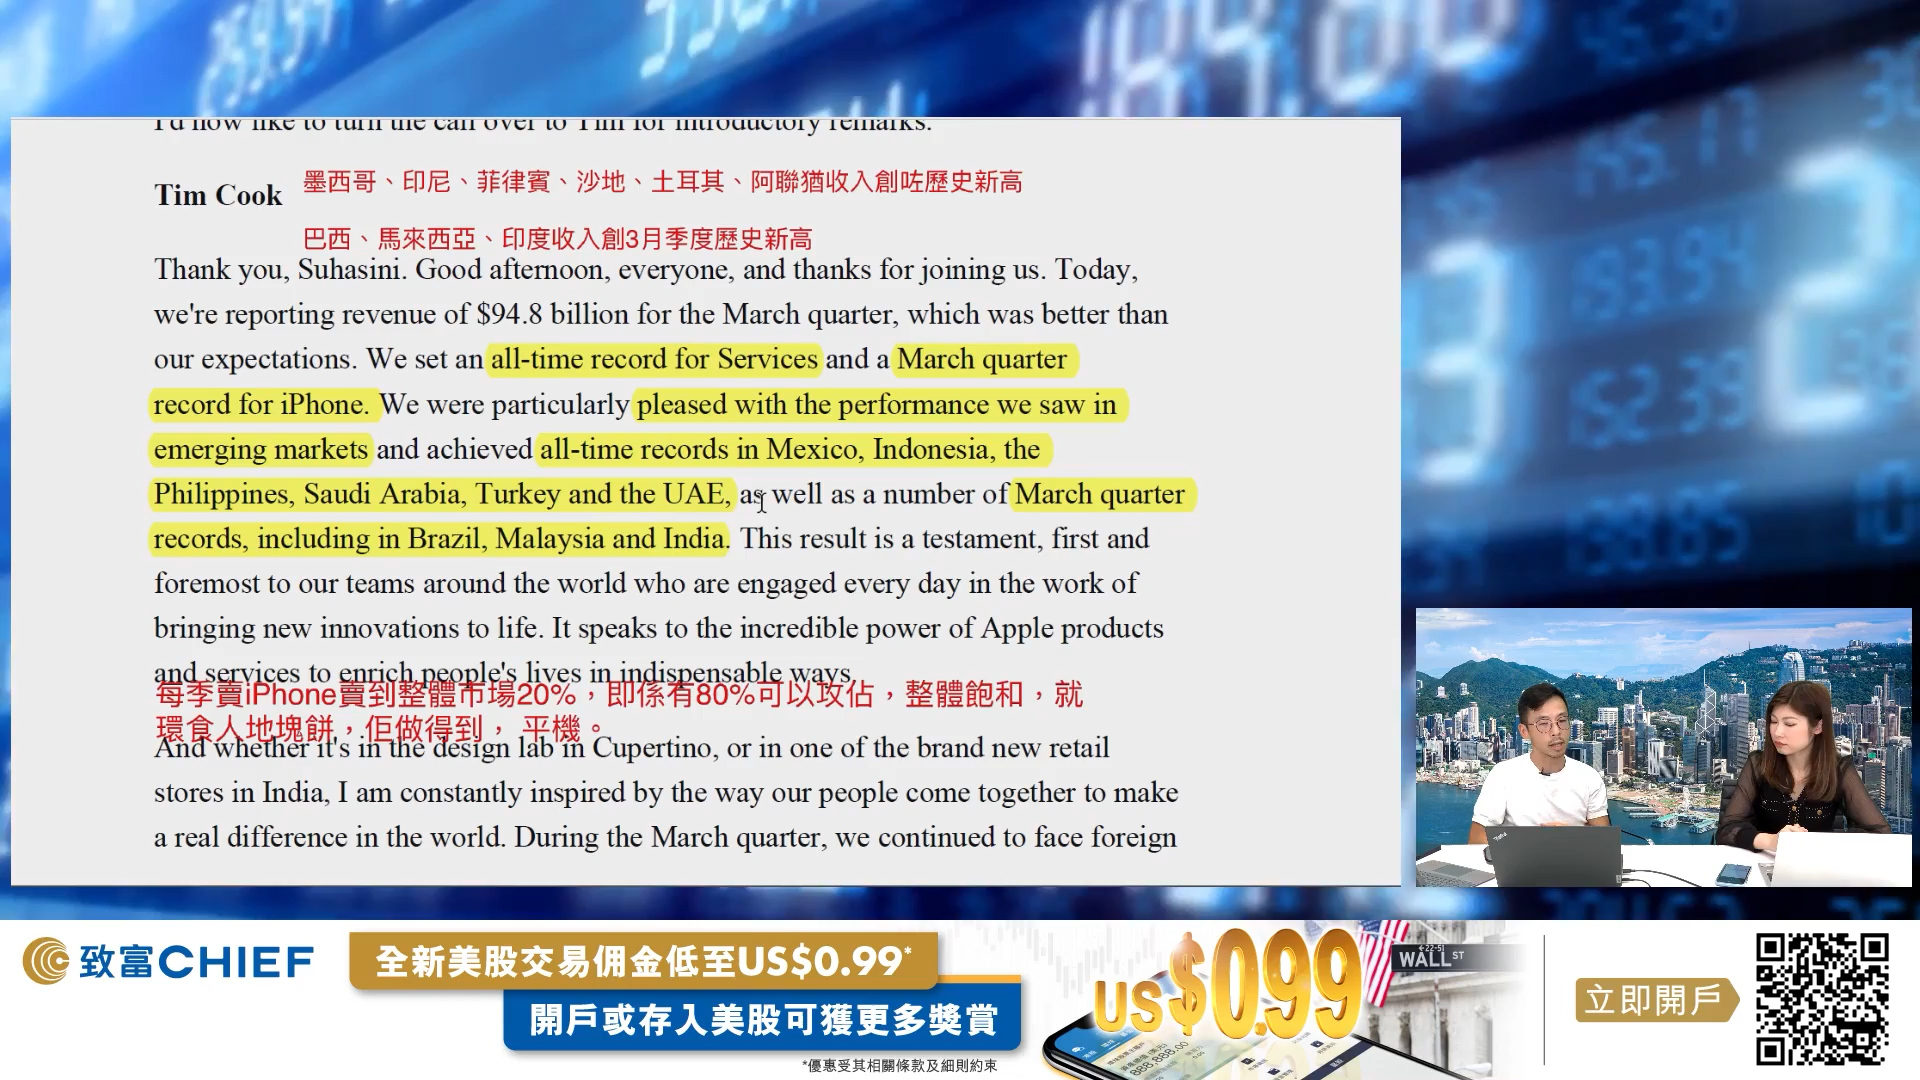 I'd now like to turn the call over to Tim for introductory remarks.
Tim Cook
墨西哥、印尼、菲律賓、沙地、土耳其、阿聯猶收入創咗歷史新高
巴西、馬來西亞、印度收入創3月季度歷史新高
Thank you, Suhasini. Good afternoon, everyone, and thanks for joining us. Today,
we're reporting revenue of $94.8 billion for the March quarter, which was better than
our expectations. We set an all-time record for Services and a March quarter
record for iPhone. We were particularly pleased with the performance we saw in
emerging markets and achieved all-time records in Mexico, Indonesia, the
Philippines, Saudi Arabia, Turkey and the UAE, as well as a number of March quarter
records, including in Brazil, Malaysia and India. This result is a testament, first and
foremost to our teams around the world who are engaged every day in the work of
bringing new innovations to life. It speaks to the incredible power of Apple products
and services to enrich people's lives in indispensable ways.
每季賣iPhone賣到整體市場20%，即係有80%可以攻佔，整體飽和，就
環食人地塊餅，佢做得到， 平機。
And whether it's in the design lab in Cupertino, or in one of the brand new retail
stores in India, I am constantly inspired by the way our people come together to make
a real difference in the world. During the March quarter, we continued to face foreign
致富CHIEF
全新美股交易佣金低至US$0.99*
開戶或存入美股可獲更多獎賞
*優惠受其相關條款及細則約束
US$0.99
WALL ST
立即開戶